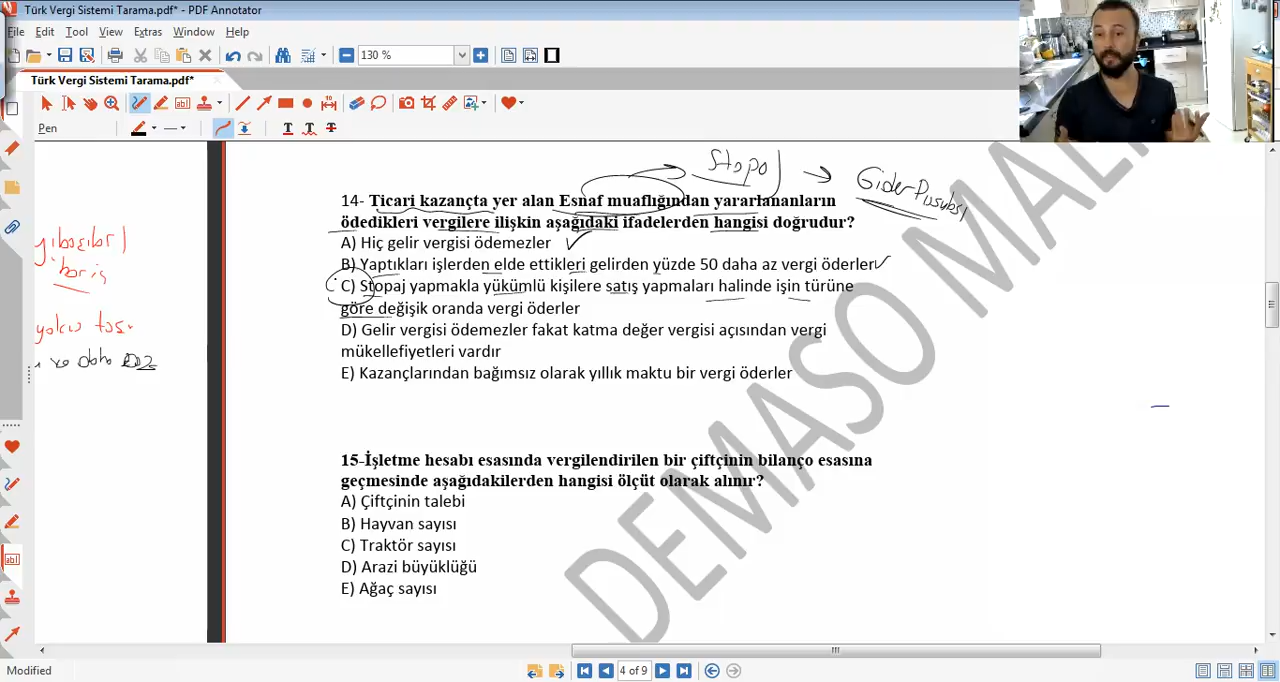 Türk Vergi Sistemi Tarama.pdf* - PDF Annotator
File Edit Tool View Extras Window Help
130 %
Türk Vergi Sistemi Tarama.pdf*
Pen
Stopaj → Gider Pusulası
14- Ticari kazançta yer alan Esnaf muaflığından yararlananların
ödedikleri vergilere ilişkin aşağıdaki ifadelerden hangisi doğrudur?
A) Hiç gelir vergisi ödemezler
B) Yaptıkları işlerden elde ettikleri gelirden yüzde 50 daha az vergi öderler
C) Stopaj yapmakla yükümlü kişilere satış yapmaları halinde işin türüne
göre değişik oranda vergi öderler
D) Gelir vergisi ödemezler fakat katma değer vergisi açısından vergi
mükellefiyetleri vardır
E) Kazançlarından bağımsız olarak yıllık maktu bir vergi öderler
15-İşletme hesabı esasında vergilendirilen bir çiftçinin bilanço esasına
geçmesinde aşağıdakilerden hangisi ölçüt olarak alınır?
A) Çiftçinin talebi
B) Hayvan sayısı
C) Traktör sayısı
D) Arazi büyüklüğü
E) Ağaç sayısı
DEMASO
Modified
4 of 9